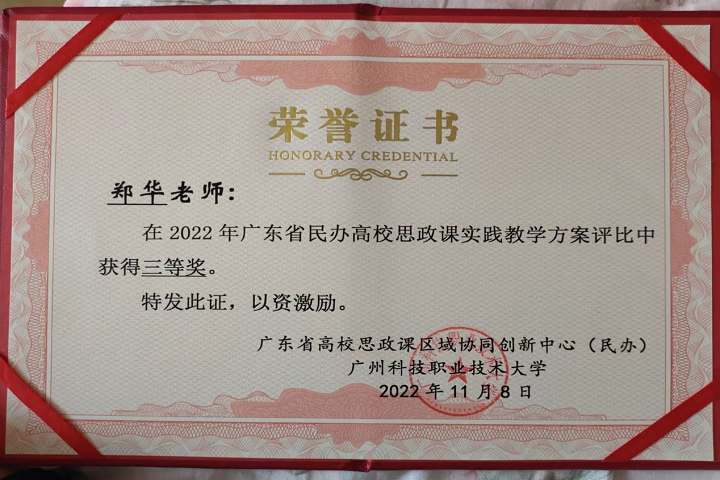 荣誉证书
HONORARY CREDENTIAL
郑华老师:
在 2022 年广东省民办高校思政课实践教学方案评比中
获得三等奖。
特发此证，以资激励。
广东省高校思政课区域协同创新中心（民办）
广州科技职业技术大学
2022 年 11 月 8 日